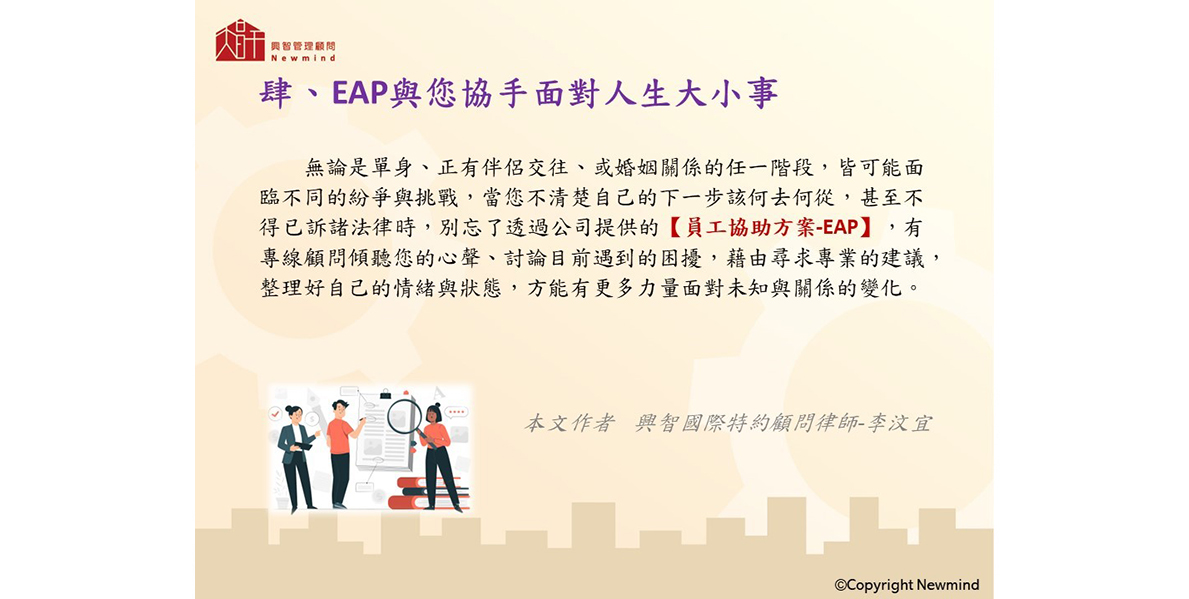 興智管理顧問
Newmind
肆、EAP與您協手面對人生大小事
無論是單身、正有伴侶交往、或婚姻關係的任一階段，皆可能面
臨不同的紛爭與挑戰，當您不清楚自己的下一步該何去何從，甚至不
得已訴諸法律時，別忘了透過公司提供的【員工協助方案-EAP】，有
專線顧問傾聽您的心聲、討論目前遇到的困擾，藉由尋求專業的建議，
整理好自己的情緒與狀態，方能有更多力量面對未知與關係的變化。
本文作者 興智國際特約顧問律師-李汶宜
©Copyright Newmind